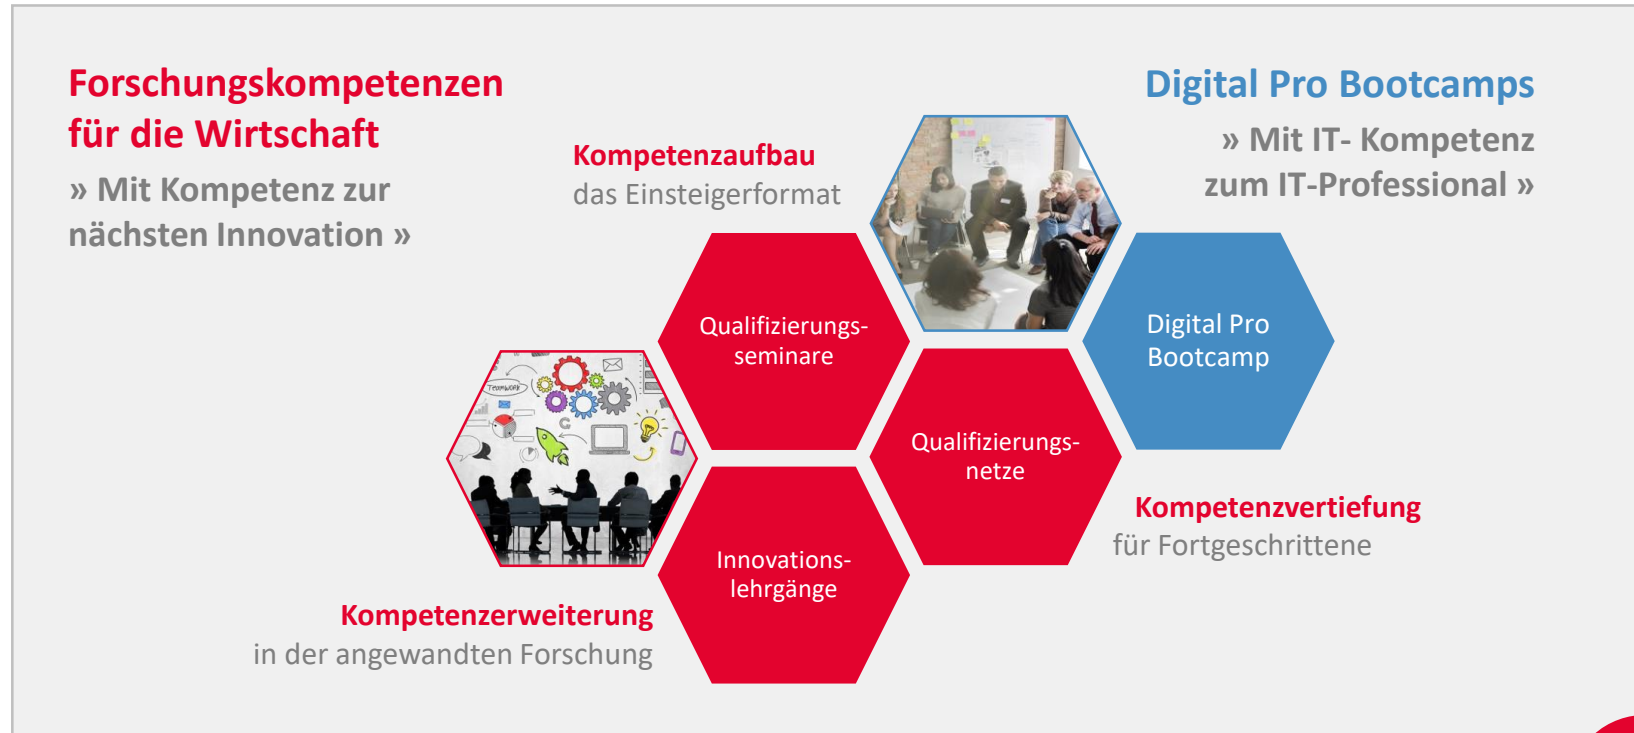 Forschungskompetenzen
für die Wirtschaft
» Mit Kompetenz zur
nächsten Innovation »
Digital Pro Bootcamps
» Mit IT- Kompetenz
zum IT-Professional »
Kompetenzaufbau
das Einsteigerformat
Qualifizierungs-
seminare
Digital Pro
Bootcamp
TEAMWORK
Qualifizierungs-
netze
Kompetenzvertiefung
für Fortgeschrittene
Innovations-
lehrgänge
Kompetenzerweiterung
in der angewandten Forschung